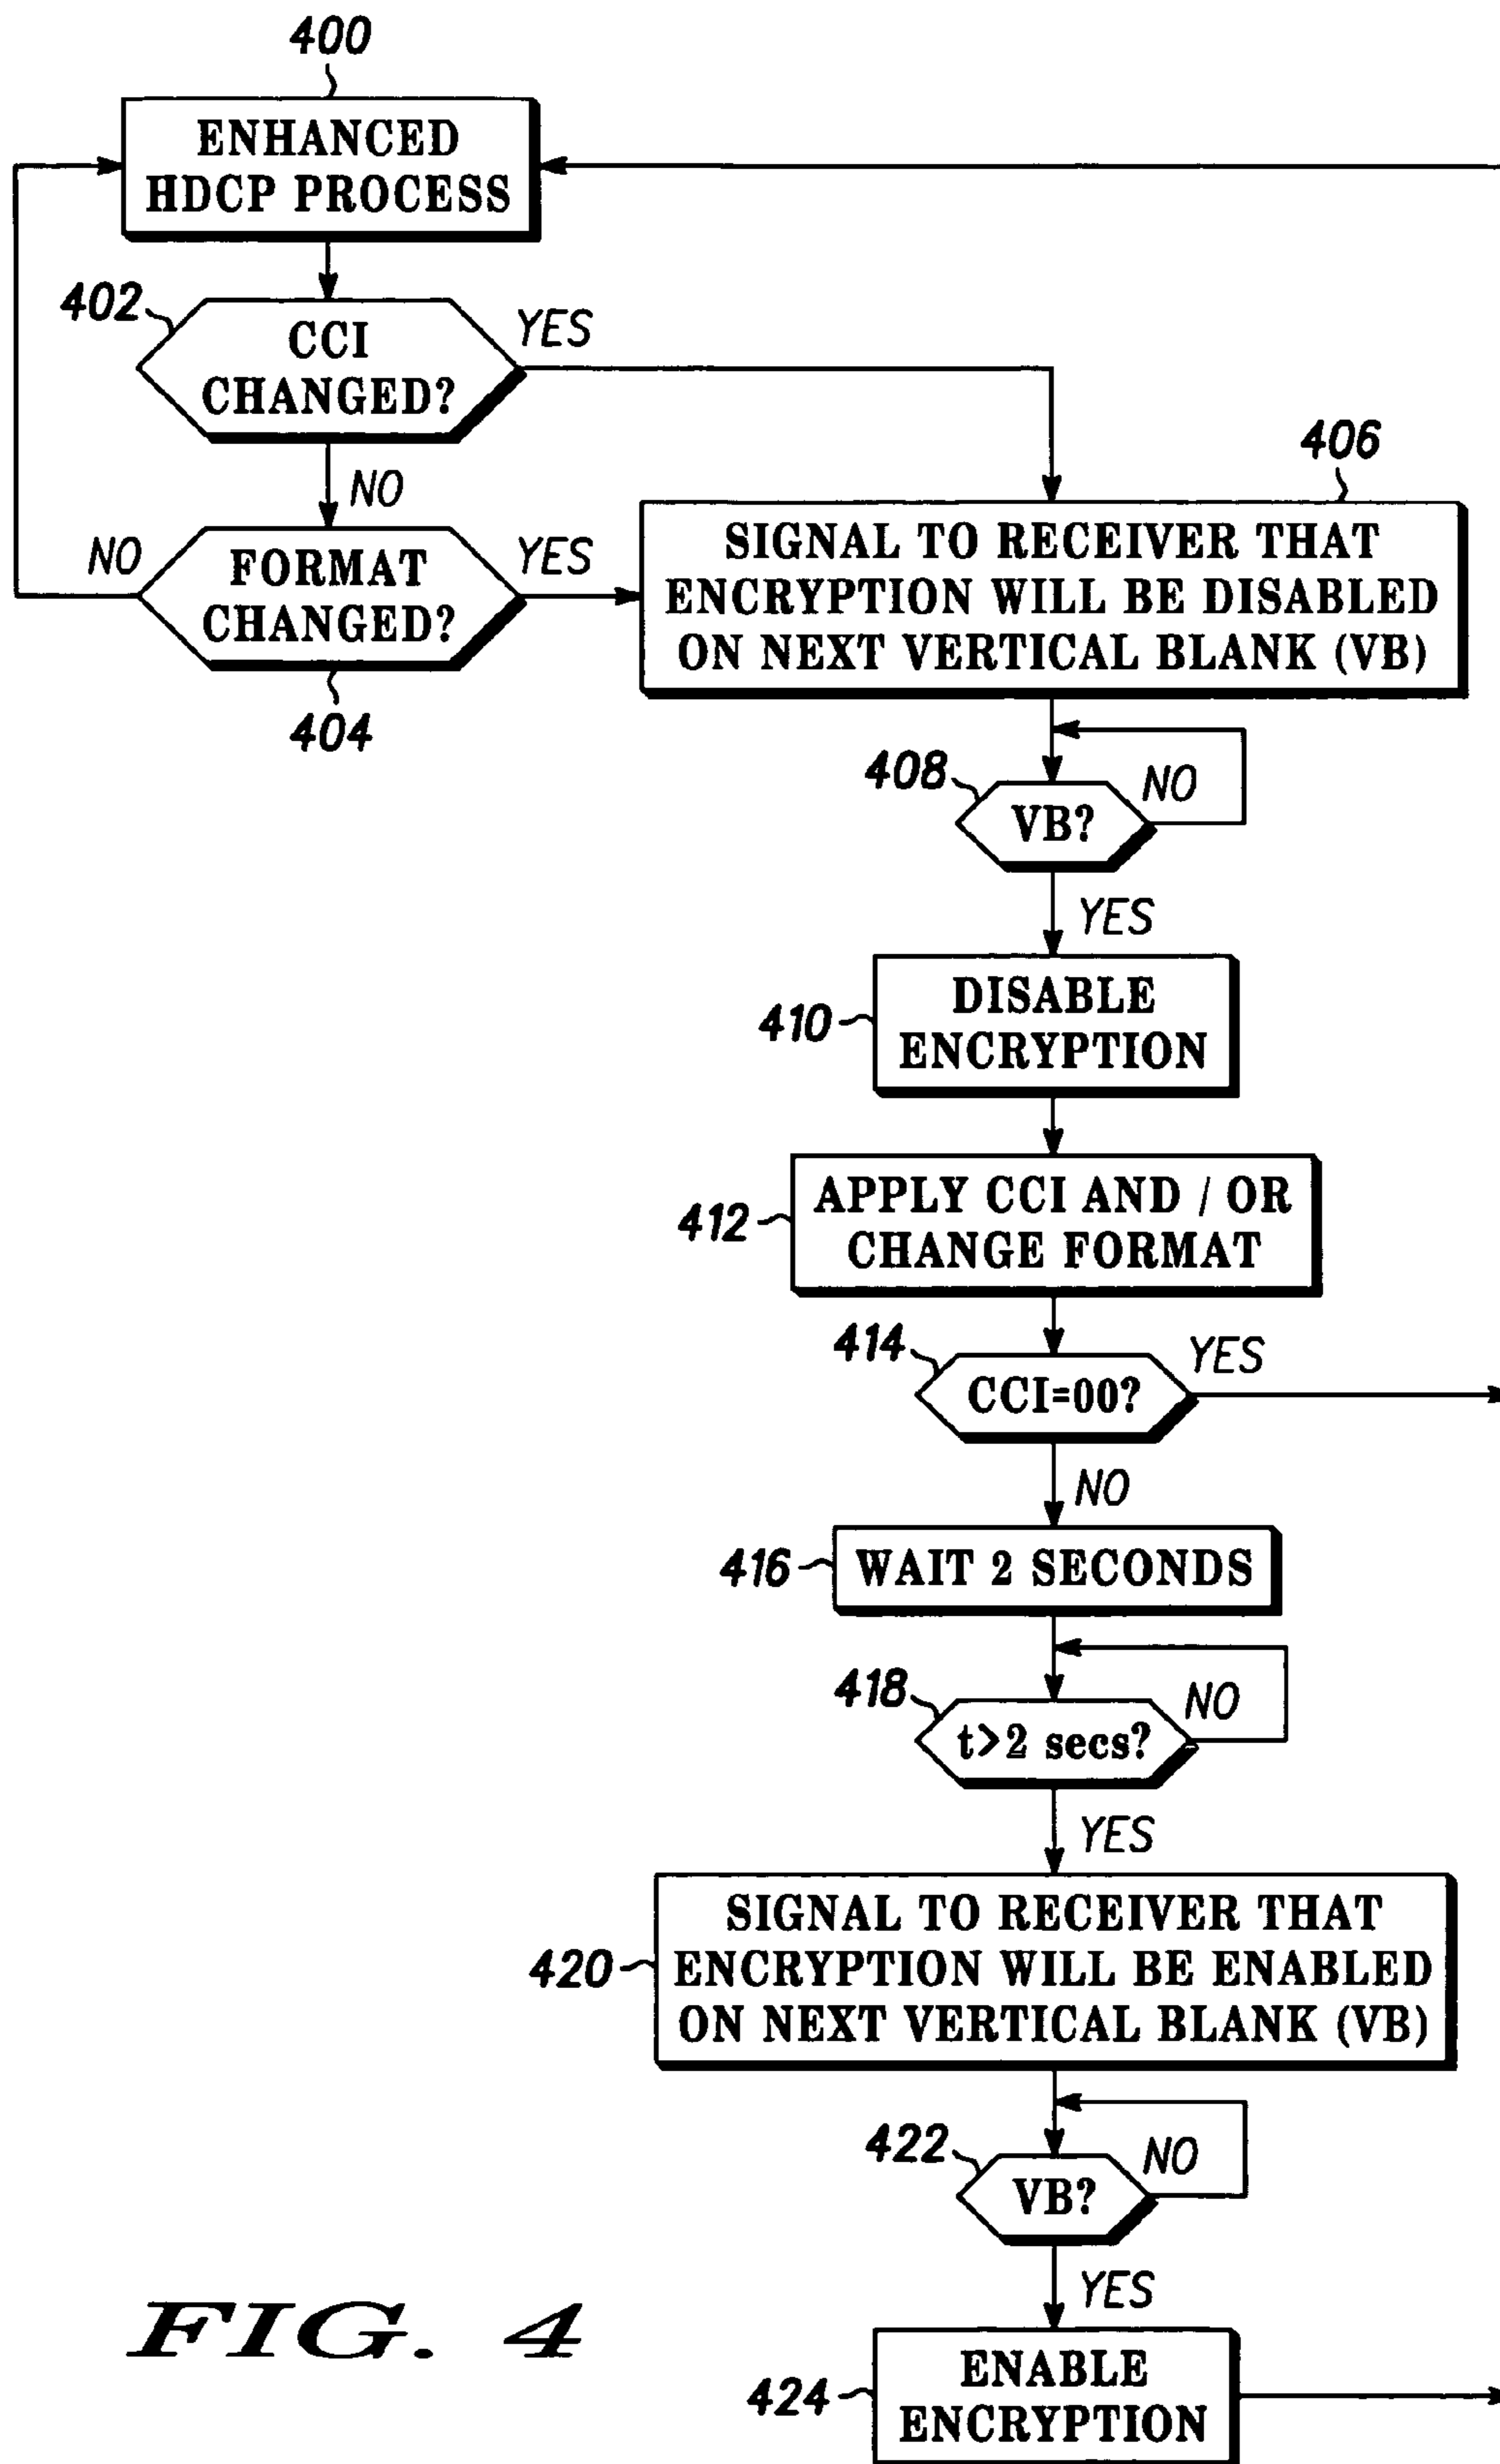 400
ENHANCED
HDCP PROCESS
402
CCI
CHANGED?
YES
NO
406
NO
FORMAT
CHANGED?
YES
404
SIGNAL TO RECEIVER THAT
ENCRYPTION WILL BE DISABLED
ON NEXT VERTICAL BLANK (VB)
408
VB?
NO
YES
410
DISABLE
ENCRYPTION
412
APPLY CCI AND / OR
CHANGE FORMAT
414
CCI=00?
YES
NO
416
WAIT 2 SECONDS
418
t>2 secs?
NO
YES
420
SIGNAL TO RECEIVER THAT
ENCRYPTION WILL BE ENABLED
ON NEXT VERTICAL BLANK (VB)
422
VB?
NO
YES
424
ENABLE
ENCRYPTION
FIG. 4